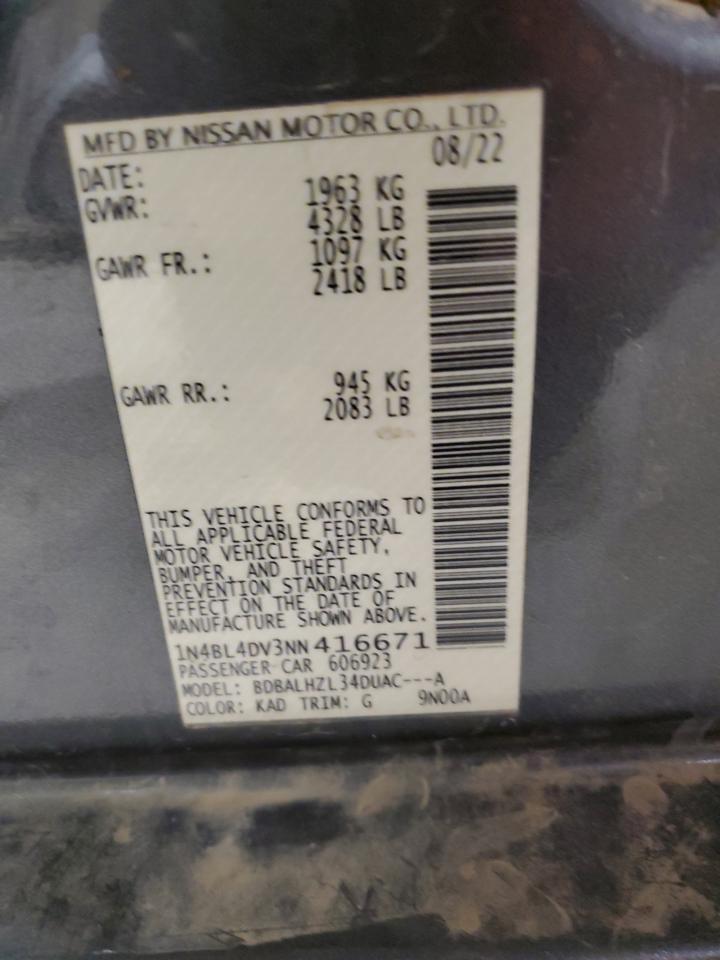 MFD BY NISSAN MOTOR CO., LTD.
DATE: 08/22
GVWR: 1963 KG
4328 LB
GAWR FR.: 1097 KG
2418 LB
GAWR RR.: 945 KG
2083 LB
THIS VEHICLE CONFORMS TO
ALL APPLICABLE FEDERAL
MOTOR VEHICLE SAFETY,
BUMPER, AND THEFT
PREVENTION STANDARDS IN
EFFECT ON THE DATE OF
MANUFACTURE SHOWN ABOVE.
1N4BL4DV3NN416671
PASSENGER CAR 606923
MODEL: BDBALHZL34DUAC---A
COLOR: KAD TRIM: G 9N00A